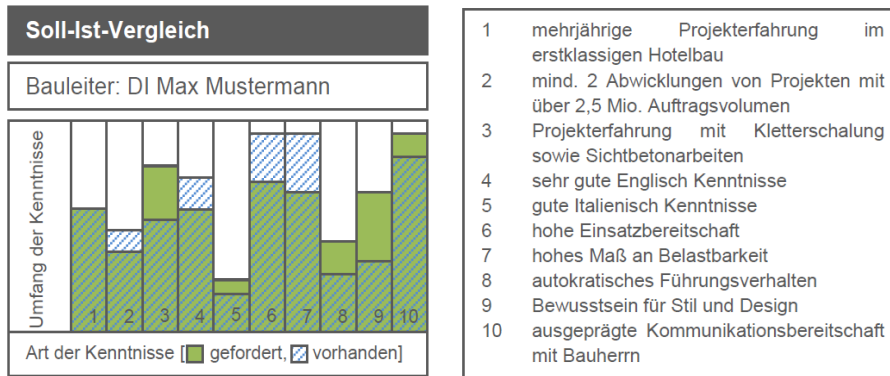 Soll-Ist-Vergleich
Bauleiter: DI Max Mustermann
Umfang der Kenntnisse
1 2 3 4 5 6 7 8 9 10
Art der Kenntnisse [ gefordert, vorhanden]
1 mehrjährige Projekterfahrung im
erstklassigen Hotelbau
2 mind. 2 Abwicklungen von Projekten mit
über 2,5 Mio. Auftragsvolumen
3 Projekterfahrung mit Kletterschalung
sowie Sichtbetonarbeiten
4 sehr gute Englisch Kenntnisse
5 gute Italienisch Kenntnisse
6 hohe Einsatzbereitschaft
7 hohes Maß an Belastbarkeit
8 autokratisches Führungsverhalten
9 Bewusstsein für Stil und Design
10 ausgeprägte Kommunikationsbereitschaft
mit Bauherrn